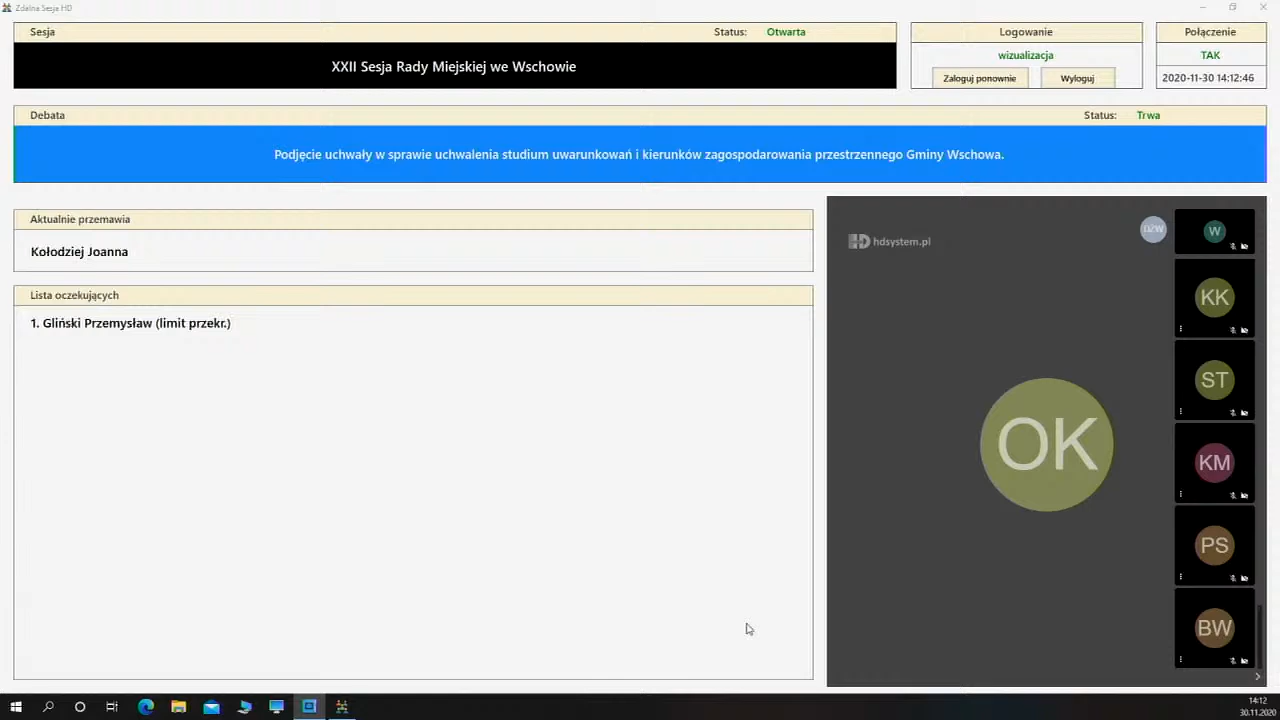 Zdalna Sesja HD
Sesja
Status: Otwarta
XXII Sesja Rady Miejskiej we Wschowie
Logowanie
wizualizacja
Zaloguj ponownie
Wyloguj
Połączenie
TAK
2020-11-30 14:12:46
Debata
Status: Trwa
Podjęcie uchwały w sprawie uchwalenia studium uwarunkowań i kierunków zagospodarowania przestrzennego Gminy Wschowa.
Aktualnie przemawia
Kołodziej Joanna
Lista oczekujących
1. Gliński Przemysław (limit przekr.)
HD hdsystem.pl
DŹW
W
KK
ST
OK
KM
PS
BW
14:12
30.11.2020